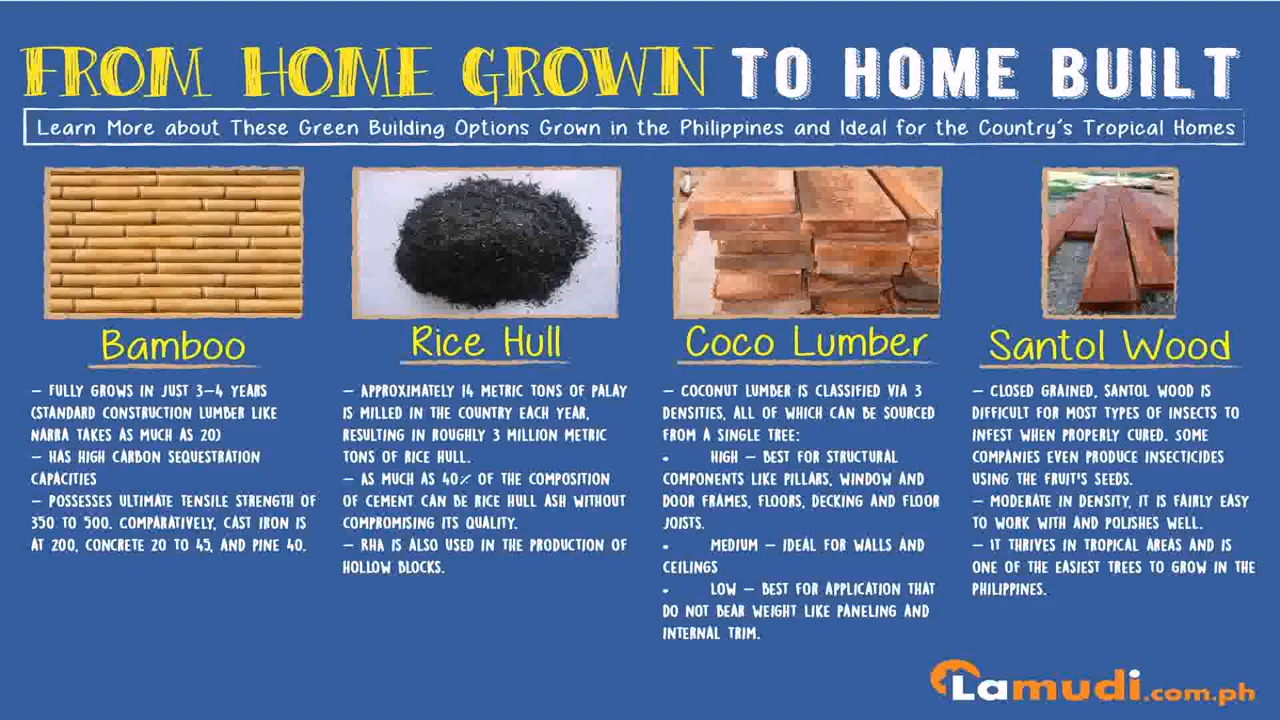 FROM HOME GROWN TO HOME BUILT
Learn More about These Green Building Options Grown in the Philippines and Ideal for the Country's Tropical Homes
Bamboo
– FULLY GROWS IN JUST 3–4 YEARS
(STANDARD CONSTRUCTION LUMBER LIKE
NARRA TAKES AS MUCH AS 20)
– HAS HIGH CARBON SEQUESTRATION
CAPACITIES
– POSSESSES ULTIMATE TENSILE STRENGTH OF
350 TO 500. COMPARATIVELY, CAST IRON IS
AT 200, CONCRETE 20 TO 45, AND PINE 40.
Rice Hull
– APPROXIMATELY 14 METRIC TONS OF PALAY
IS MILLED IN THE COUNTRY EACH YEAR,
RESULTING IN ROUGHLY 3 MILLION METRIC
TONS OF RICE HULL.
– AS MUCH AS 40% OF THE COMPOSITION
OF CEMENT CAN BE RICE HULL ASH WITHOUT
COMPROMISING ITS QUALITY.
– RHA IS ALSO USED IN THE PRODUCTION OF
HOLLOW BLOCKS.
Coco Lumber
– COCONUT LUMBER IS CLASSIFIED VIA 3
DENSITIES, ALL OF WHICH CAN BE SOURCED
FROM A SINGLE TREE:
• HIGH – BEST FOR STRUCTURAL
COMPONENTS LIKE PILLARS, WINDOW AND
DOOR FRAMES, FLOORS, DECKING AND FLOOR
JOISTS.
• MEDIUM – IDEAL FOR WALLS AND
CEILINGS
• LOW – BEST FOR APPLICATION THAT
DO NOT BEAR WEIGHT LIKE PANELING AND
INTERNAL TRIM.
Santol Wood
– CLOSED GRAINED, SANTOL WOOD IS
DIFFICULT FOR MOST TYPES OF INSECTS TO
INFEST WHEN PROPERLY CURED. SOME
COMPANIES EVEN PRODUCE INSECTICIDES
USING THE FRUIT'S SEEDS.
– MODERATE IN DENSITY, IT IS FAIRLY EASY
TO WORK WITH AND POLISHES WELL.
– IT THRIVES IN TROPICAL AREAS AND IS
ONE OF THE EASIEST TREES TO GROW IN THE
PHILIPPINES.
Lamudi.com.ph